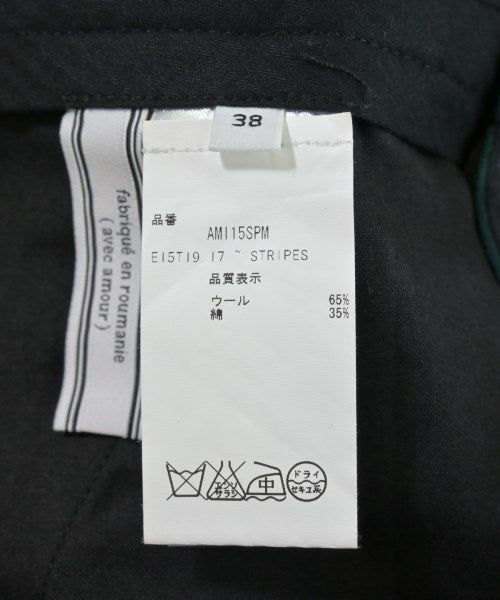 38
fabriqué en roumanie
(avec amour)
品番
AMI15SPM
E15T19.17 ~ STRIPES
品質表示
ウール 65%
綿 35%
エンソ
サラシ
中
ドライ
セキユ系